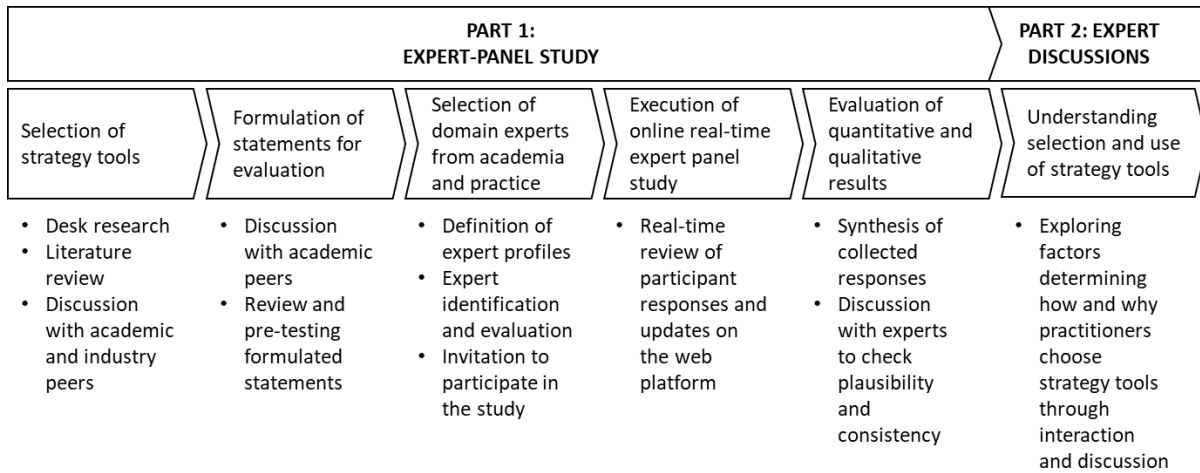 PART 1:
EXPERT-PANEL STUDY
PART 2: EXPERT
DISCUSSIONS
Selection of
strategy tools
Formulation of
statements for
evaluation
Selection of
domain experts
from academia
and practice
Execution of
online real-time
expert panel
study
Evaluation of
quantitative and
qualitative
results
Understanding
selection and use
of strategy tools
• Desk research
• Literature
review
• Discussion
with academic
and industry
peers
• Discussion
with academic
peers
• Review and
pre-testing
formulated
statements
• Definition of
expert profiles
• Expert
identification
and evaluation
• Invitation to
participate in
the study
• Real-time
review of
participant
responses and
updates on
the web
platform
• Synthesis of
collected
responses
• Discussion
with experts
to check
plausibility
and
consistency
• Exploring
factors
determining
how and why
practitioners
choose
strategy tools
through
interaction
and discussion